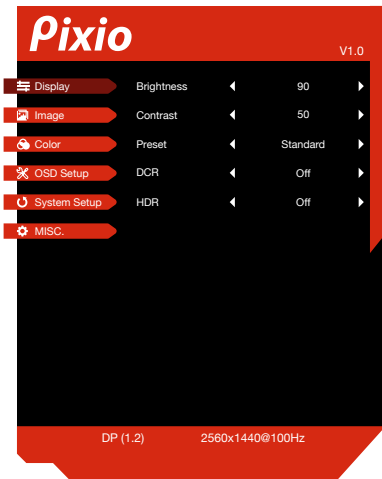 Pixio
V1.0
Display Brightness 90
Image Contrast 50
Color Preset Standard
OSD Setup DCR Off
System Setup HDR Off
MISC.
DP (1.2) 2560x1440@100Hz